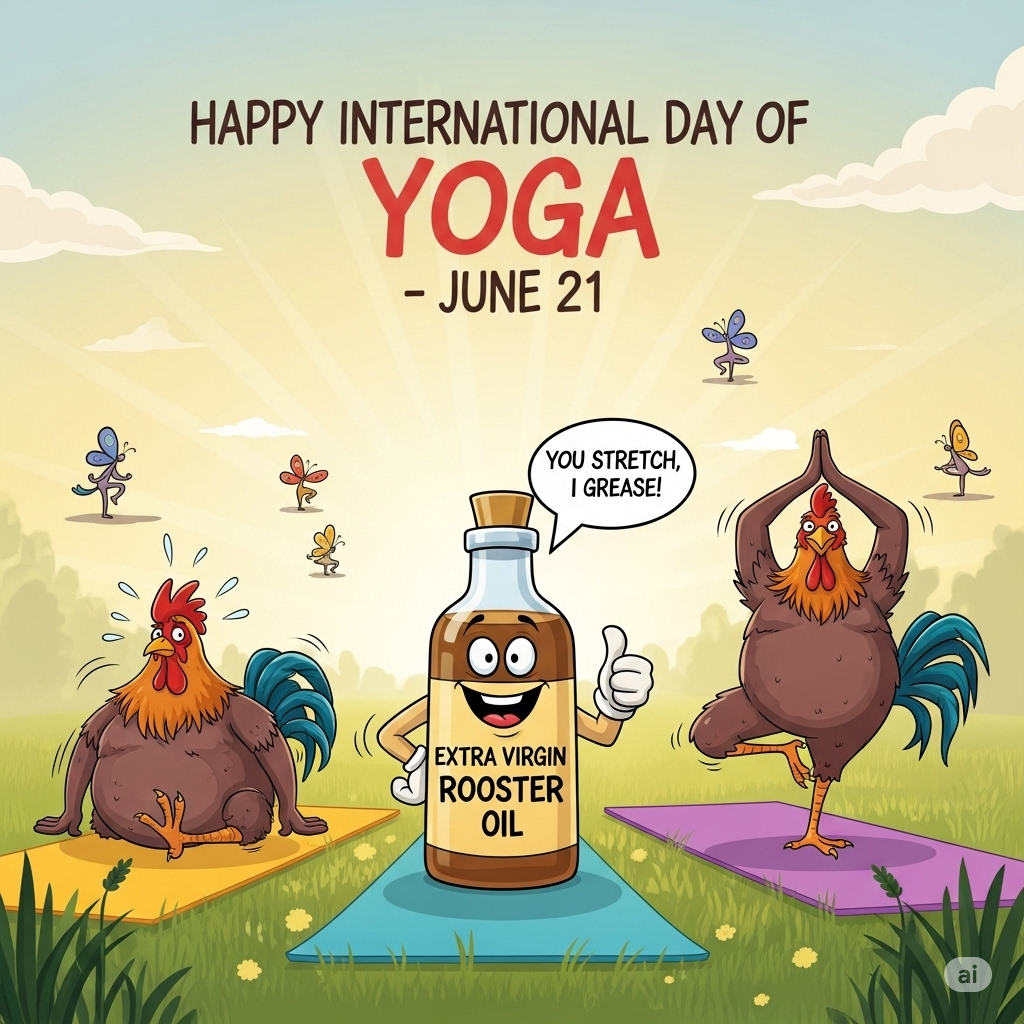 HAPPY INTERNATIONAL DAY OF
YOGA
- JUNE 21
YOU STRETCH,
I GREASE!
EXTRA VIRGIN
ROOSTER
OIL
ai